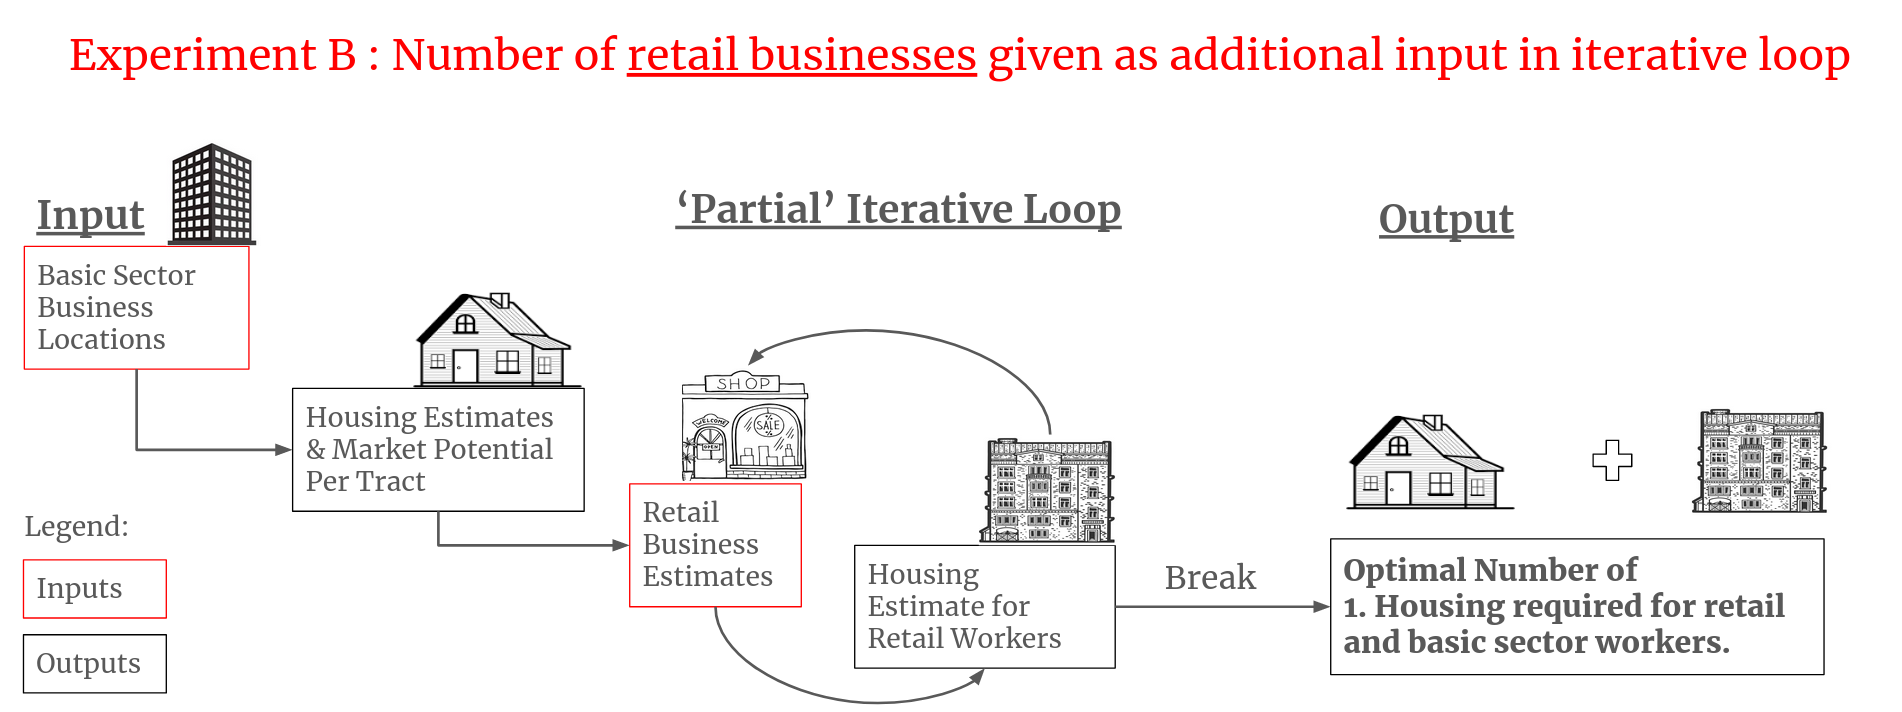 Experiment B : Number of retail businesses given as additional input in iterative loop
Input
Basic Sector
Business
Locations
Housing Estimates
& Market Potential
Per Tract
‘Partial’ Iterative Loop
SHOP
WELCOME
OPEN
% SALE %
Retail
Business
Estimates
Housing
Estimate for
Retail Workers
Break
Output
Optimal Number of
1. Housing required for retail
and basic sector workers.
Legend:
Inputs
Outputs